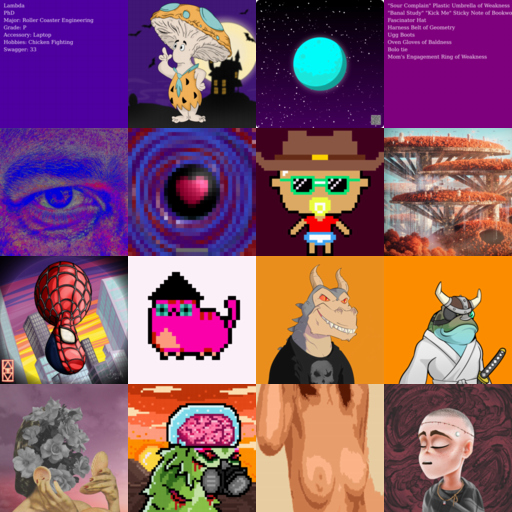 Lambda
PhD
Major: Roller Coaster Engineering
Grade: F
Accessory: Laptop
Hobbies: Chicken Fighting
Swagger: 33
"Sour Complain" Plastic Umbrella of Weakness
"Banal Study" "Kick Me" Sticky Note of Bookwo
Fascinator Hat
Harness Belt of Geometry
Ugg Boots
Oven Gloves of Baldness
Bolo tie
Mom's Engagement Ring of Weakness